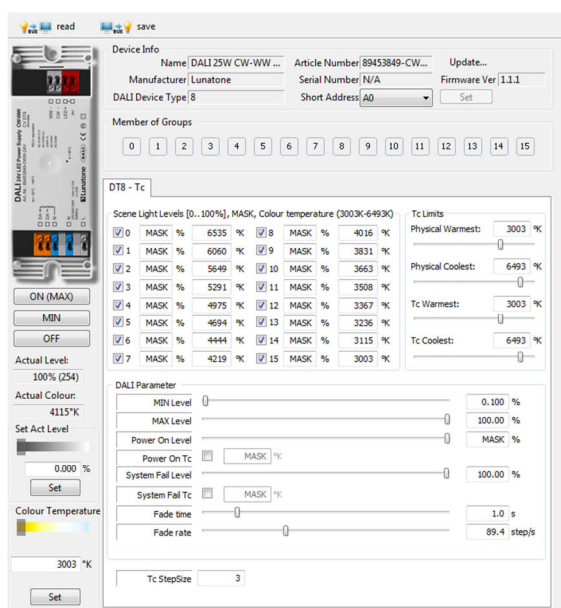 read save
Device Info
Name DALI 25W CW-WW ... Article Number 89453849-CW... Update...
Manufacturer Lunatone Serial Number N/A Firmware Ver 1.1.1
DALI Device Type 8 Short Address A0 Set
Member of Groups
0 1 2 3 4 5 6 7 8 9 10 11 12 13 14 15
DT8 - Tc
Scene Light Levels [0..100%], MASK, Colour temperature (3003K-6493K)
0 MASK % 6535 °K 8 MASK % 4016 °K
1 MASK % 6060 °K 9 MASK % 3831 °K
2 MASK % 5649 °K 10 MASK % 3663 °K
3 MASK % 5291 °K 11 MASK % 3508 °K
4 MASK % 4975 °K 12 MASK % 3367 °K
5 MASK % 4694 °K 13 MASK % 3236 °K
6 MASK % 4444 °K 14 MASK % 3115 °K
7 MASK % 4219 °K 15 MASK % 3003 °K
Tc Limits
Physical Warmest: 3003 °K
Physical Coolest: 6493 °K
Tc Warmest: 3003 °K
Tc Coolest: 6493 °K
DALI Parameter
MIN Level 0.100 %
MAX Level 100.00 %
Power On Level MASK %
Power On Tc MASK °K
System Fail Level 100.00 %
System Fail Tc MASK °K
Fade time 1.0 s
Fade rate 89.4 step/s
Tc StepSize 3
DALI 24V LED Power Supply CW-WW
Lunatone
ON (MAX)
MIN
OFF
Actual Level:
100% (254)
Actual Colour:
4115°K
Set Act Level
0.000 %
Set
Colour Temperature
3003 °K
Set